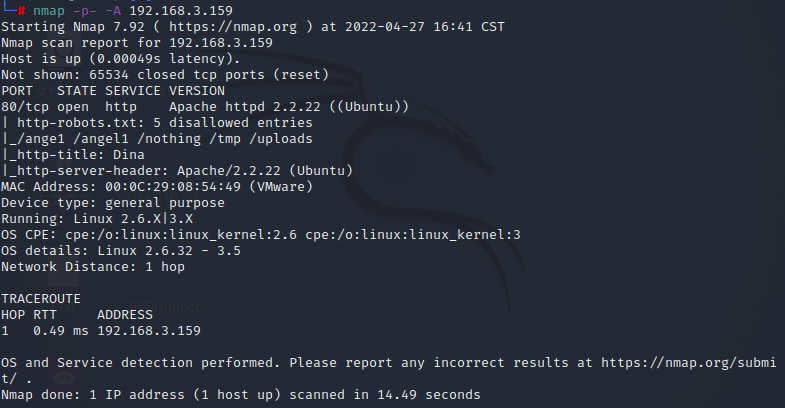 └─# nmap -p- -A 192.168.3.159
Starting Nmap 7.92 ( https://nmap.org ) at 2022-04-27 16:41 CST
Nmap scan report for 192.168.3.159
Host is up (0.00049s latency).
Not shown: 65534 closed tcp ports (reset)
PORT   STATE SERVICE VERSION
80/tcp open  http    Apache httpd 2.2.22 ((Ubuntu))
| http-robots.txt: 5 disallowed entries
|_/ange1 /angel1 /nothing /tmp /uploads
|_http-title: Dina
|_http-server-header: Apache/2.2.22 (Ubuntu)
MAC Address: 00:0C:29:08:54:49 (VMware)
Device type: general purpose
Running: Linux 2.6.X|3.X
OS CPE: cpe:/o:linux:linux_kernel:2.6 cpe:/o:linux:linux_kernel:3
OS details: Linux 2.6.32 - 3.5
Network Distance: 1 hop
TRACEROUTE
HOP RTT     ADDRESS
1   0.49 ms 192.168.3.159
OS and Service detection performed. Please report any incorrect results at https://nmap.org/submi
t/ .
Nmap done: 1 IP address (1 host up) scanned in 14.49 seconds